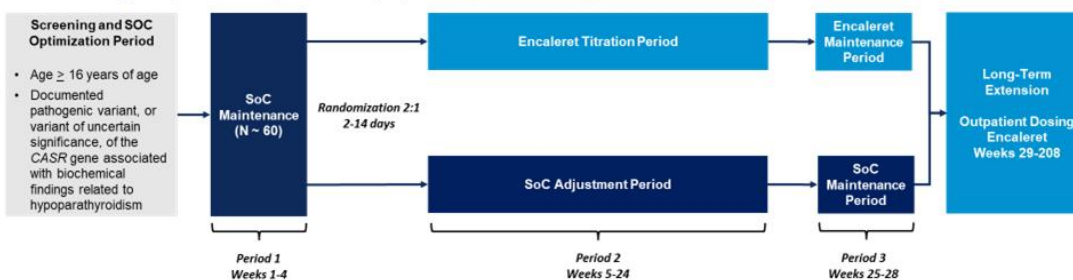 Screening and SOC
Optimization Period
• Age ≥ 16 years of age
• Documented
pathogenic variant, or
variant of uncertain
significance, of the
CASR gene associated
with biochemical
findings related to
hypoparathyroidism
SoC
Maintenance
(N ~ 60)
Randomization 2:1
2-14 days
Encaleret Titration Period
Encaleret
Maintenance
Period
SoC Adjustment Period
SoC
Maintenance
Period
Long-Term
Extension
Outpatient Dosing
Encaleret
Weeks 29-208
Period 1
Weeks 1-4
Period 2
Weeks 5-24
Period 3
Weeks 25-28